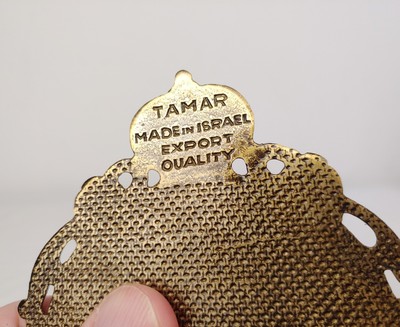 TAMAR
MADE IN ISRAEL
EXPORT
QUALITY